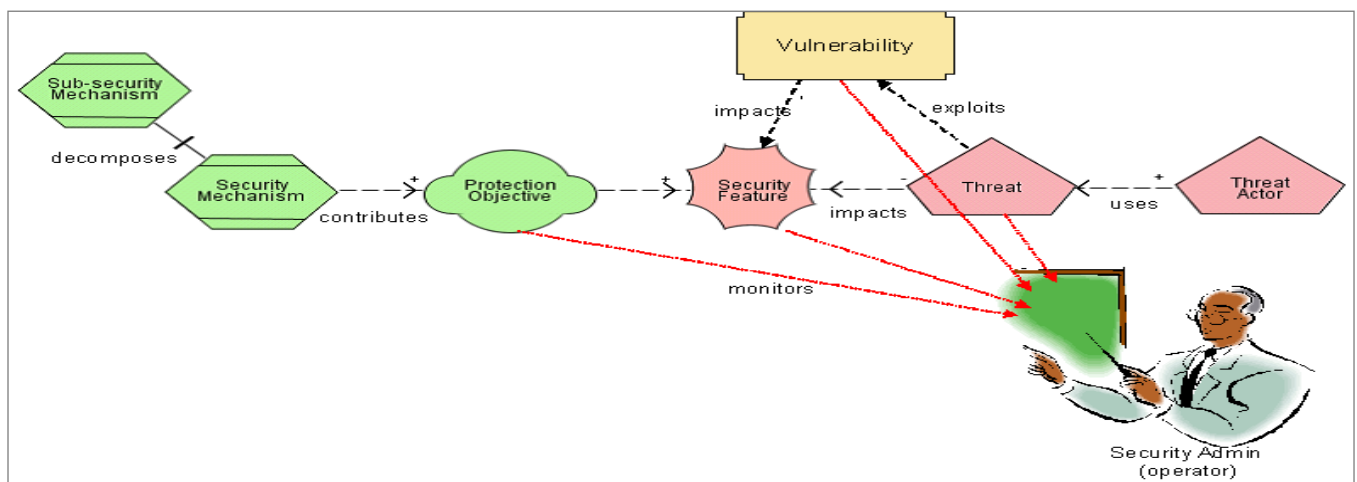 Vulnerability
Sub-security
Mechanism
impacts
exploits
decomposes
+
+
-
+
Security
Mechanism
Protection
Objective
Security
Feature
Threat
Threat
Actor
contributes
impacts
uses
monitors
Security Admin
(operator)